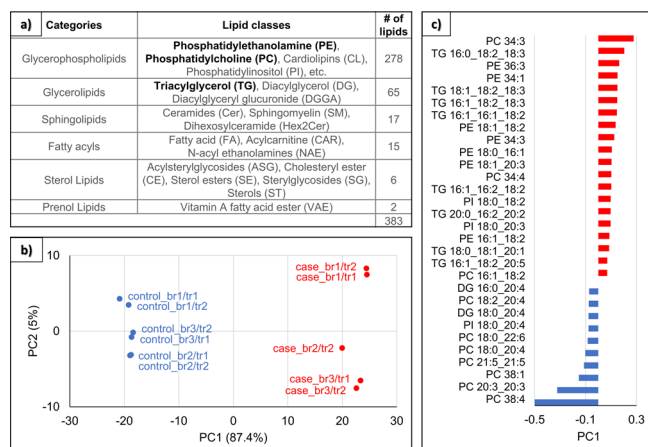 a)
Categories
Lipid classes
# of
lipids
Glycerophospholipids
Phosphatidylethanolamine (PE),
Phosphatidylcholine (PC), Cardiolipins (CL),
Phosphatidylinositol (PI), etc.
278
Glycerolipids
Triacylglycerol (TG), Diacylglycerol (DG),
Diacylglyceryl glucuronide (DGGA)
65
Sphingolipids
Ceramides (Cer), Sphingomyelin (SM),
Dihexosylceramide (Hex2Cer)
17
Fatty acyls
Fatty acid (FA), Acylcarnitine (CAR),
N-acyl ethanolamines (NAE)
15
Sterol Lipids
Acylsterylglycosides (ASG), Cholesteryl ester
(CE), Sterol esters (SE), Sterylglycosides (SG),
Sterols (ST)
6
Prenol Lipids
Vitamin A fatty acid ester (VAE)
2
383
b)
10
0
-10
PC2 (5%)
control_br1/tr1
control_br1/tr2
control_br3/tr2
control_br3/tr1
control_br2/tr1
control_br2/tr2
case_br1/tr2
case_br1/tr1
case_br2/tr2
case_br3/tr1
case_br3/tr2
-30 -20 -10 0 10 20 30
PC1 (87.4%)
c)
PC 34:3
TG 16:0_18:2_18:3
PE 36:3
PE 34:1
TG 18:1_18:2_18:3
TG 16:1_18:2_18:3
TG 16:1_16:1_18:2
PE 18:1_18:2
PE 34:3
PE 18:0_16:1
PE 18:1_20:3
PC 34:4
TG 16:1_16:2_18:2
PI 18:0_18:2
TG 20:0_16:2_20:2
PI 18:0_20:3
PE 16:1_18:2
TG 18:0_18:1_20:1
TG 16:1_18:2_20:5
PC 16:1_18:2
DG 16:0_20:4
PC 18:2_20:4
DG 18:0_20:4
PI 18:0_20:4
PC 18:0_22:6
PC 18:0_20:4
PC 21:5_21:5
PC 38:1
PC 20:3_20:3
PC 38:4
-0.5 -0.1 0.3
PC1